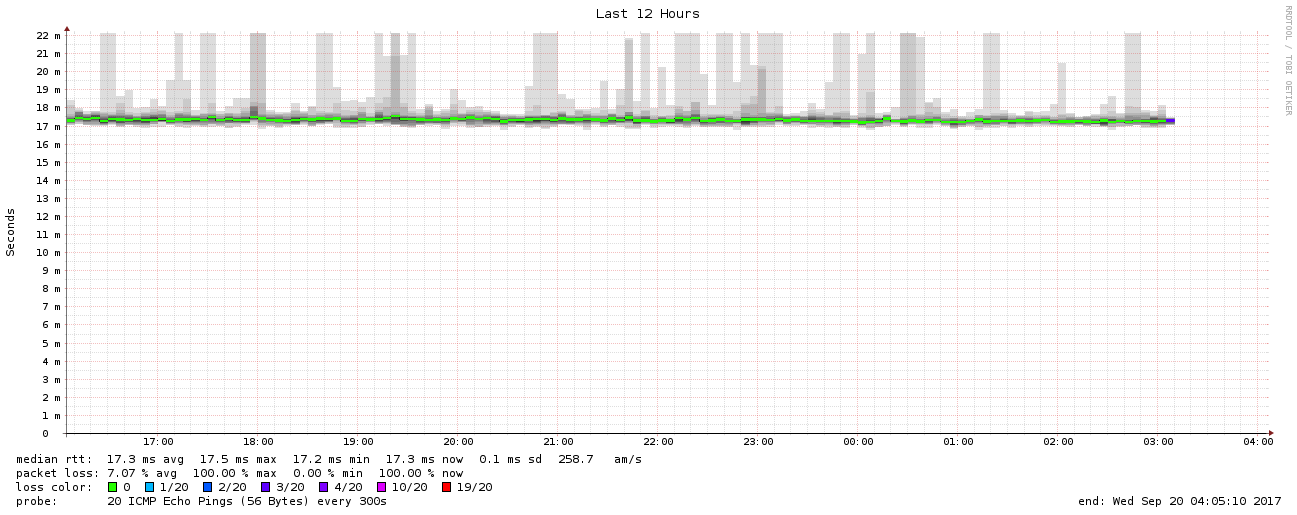 Last 12 Hours
RRDTOOL / TOBI OETIKER
Seconds
22 m
21 m
20 m
19 m
18 m
17 m
16 m
15 m
14 m
13 m
12 m
11 m
10 m
9 m
8 m
7 m
6 m
5 m
4 m
3 m
2 m
1 m
0
17:00 18:00 19:00 20:00 21:00 22:00 23:00 00:00 01:00 02:00 03:00 04:00
median rtt: 17.3 ms avg 17.5 ms max 17.2 ms min 17.3 ms now 0.1 ms sd 258.7 am/s
packet loss: 7.07 % avg 100.00 % max 0.00 % min 100.00 % now
loss color: 0 1/20 2/20 3/20 4/20 10/20 19/20
probe: 20 ICMP Echo Pings (56 Bytes) every 300s end: Wed Sep 20 04:05:10 2017